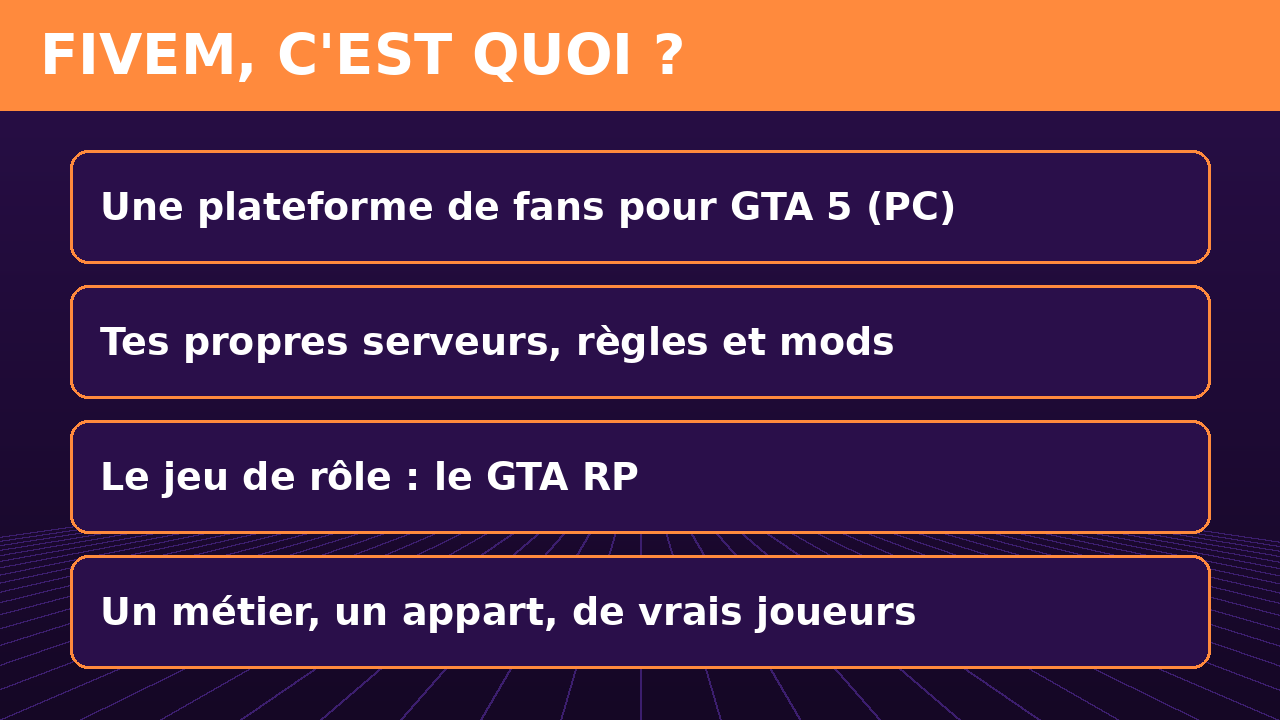 FIVEM, C'EST QUOI ?
Une plateforme de fans pour GTA 5 (PC)
Tes propres serveurs, règles et mods
Le jeu de rôle : le GTA RP
Un métier, un appart, de vrais joueurs